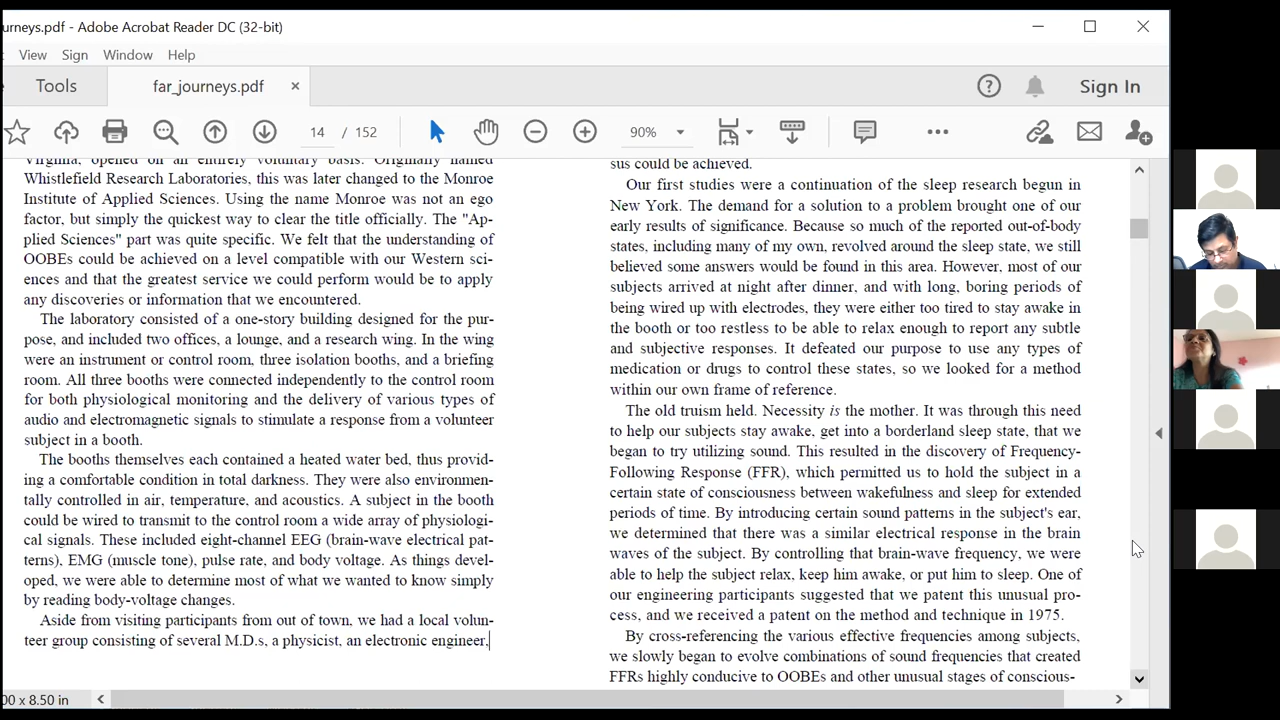 urneys.pdf - Adobe Acrobat Reader DC (32-bit)
View Sign Window Help
Tools far_journeys.pdf × Sign In
14 / 152 90%
Virginia, opened on an entirely voluntary basis. Originally named
Whistlefield Research Laboratories, this was later changed to the Monroe
Institute of Applied Sciences. Using the name Monroe was not an ego
factor, but simply the quickest way to clear the title officially. The "Ap-
plied Sciences" part was quite specific. We felt that the understanding of
OOBEs could be achieved on a level compatible with our Western sci-
ences and that the greatest service we could perform would be to apply
any discoveries or information that we encountered.
The laboratory consisted of a one-story building designed for the pur-
pose, and included two offices, a lounge, and a research wing. In the wing
were an instrument or control room, three isolation booths, and a briefing
room. All three booths were connected independently to the control room
for both physiological monitoring and the delivery of various types of
audio and electromagnetic signals to stimulate a response from a volunteer
subject in a booth.
The booths themselves each contained a heated water bed, thus provid-
ing a comfortable condition in total darkness. They were also environmen-
tally controlled in air, temperature, and acoustics. A subject in the booth
could be wired to transmit to the control room a wide array of physiologi-
cal signals. These included eight-channel EEG (brain-wave electrical pat-
terns), EMG (muscle tone), pulse rate, and body voltage. As things devel-
oped, we were able to determine most of what we wanted to know simply
by reading body-voltage changes.
Aside from visiting participants from out of town, we had a local volun-
teer group consisting of several M.D.s, a physicist, an electronic engineer,
sus could be achieved.
Our first studies were a continuation of the sleep research begun in
New York. The demand for a solution to a problem brought one of our
early results of significance. Because so much of the reported out-of-body
states, including many of my own, revolved around the sleep state, we still
believed some answers would be found in this area. However, most of our
subjects arrived at night after dinner, and with long, boring periods of
being wired up with electrodes, they were either too tired to stay awake in
the booth or too restless to be able to relax enough to report any subtle
and subjective responses. It defeated our purpose to use any types of
medication or drugs to control these states, so we looked for a method
within our own frame of reference.
The old truism held. Necessity is the mother. It was through this need
to help our subjects stay awake, get into a borderland sleep state, that we
began to try utilizing sound. This resulted in the discovery of Frequency-
Following Response (FFR), which permitted us to hold the subject in a
certain state of consciousness between wakefulness and sleep for extended
periods of time. By introducing certain sound patterns in the subject's ear,
we determined that there was a similar electrical response in the brain
waves of the subject. By controlling that brain-wave frequency, we were
able to help the subject relax, keep him awake, or put him to sleep. One of
our engineering participants suggested that we patent this unusual pro-
cess, and we received a patent on the method and technique in 1975.
By cross-referencing the various effective frequencies among subjects,
we slowly began to evolve combinations of sound frequencies that created
FFRs highly conducive to OOBEs and other unusual stages of conscious-
00 x 8.50 in